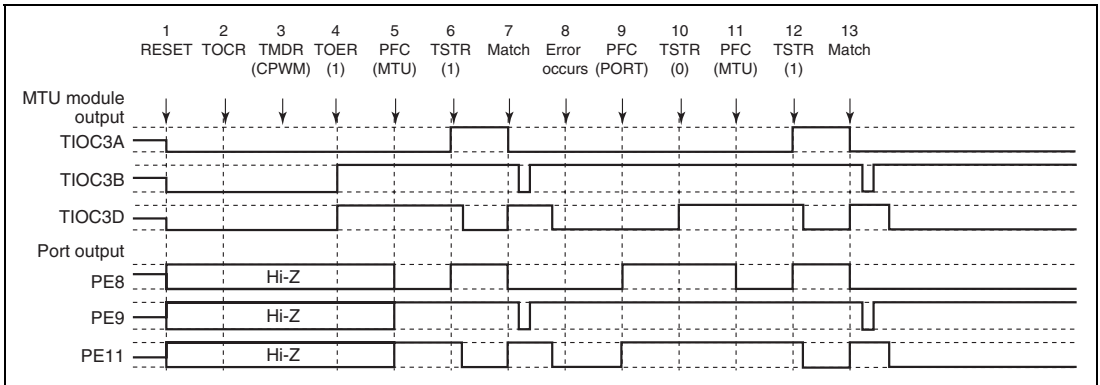 1 2 3 4 5 6 7 8 9 10 11 12 13
RESET TOCR TMDR TOER PFC TSTR Match Error PFC TSTR PFC TSTR Match
(CPWM) (1) (MTU) (1) occurs (PORT) (0) (MTU) (1)
MTU module
output
TIOC3A
TIOC3B
TIOC3D
Port output
PE8 Hi-Z
PE9 Hi-Z
PE11 Hi-Z